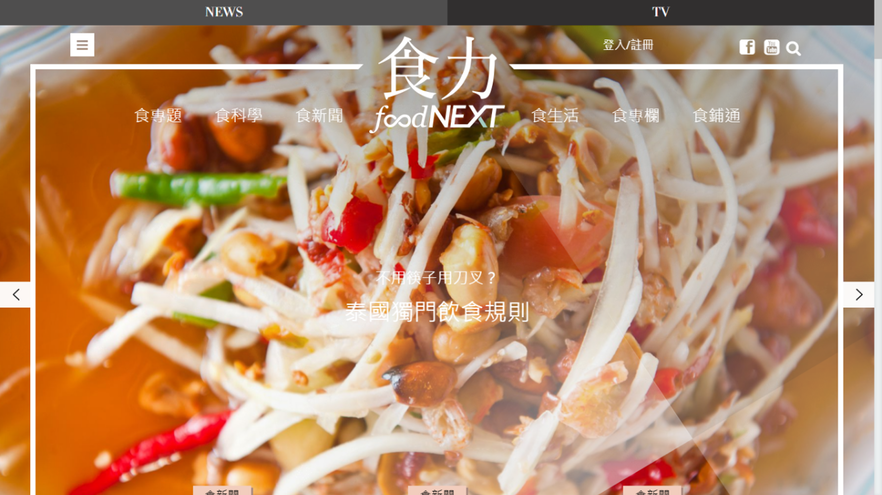 NEWS
TV
登入/註冊
食力
foodNEXT
食專題
食科學
食新聞
食生活
食專欄
食舖通
不用筷子用刀叉？
泰國獨門飲食規則
食新聞
食新聞
食新聞